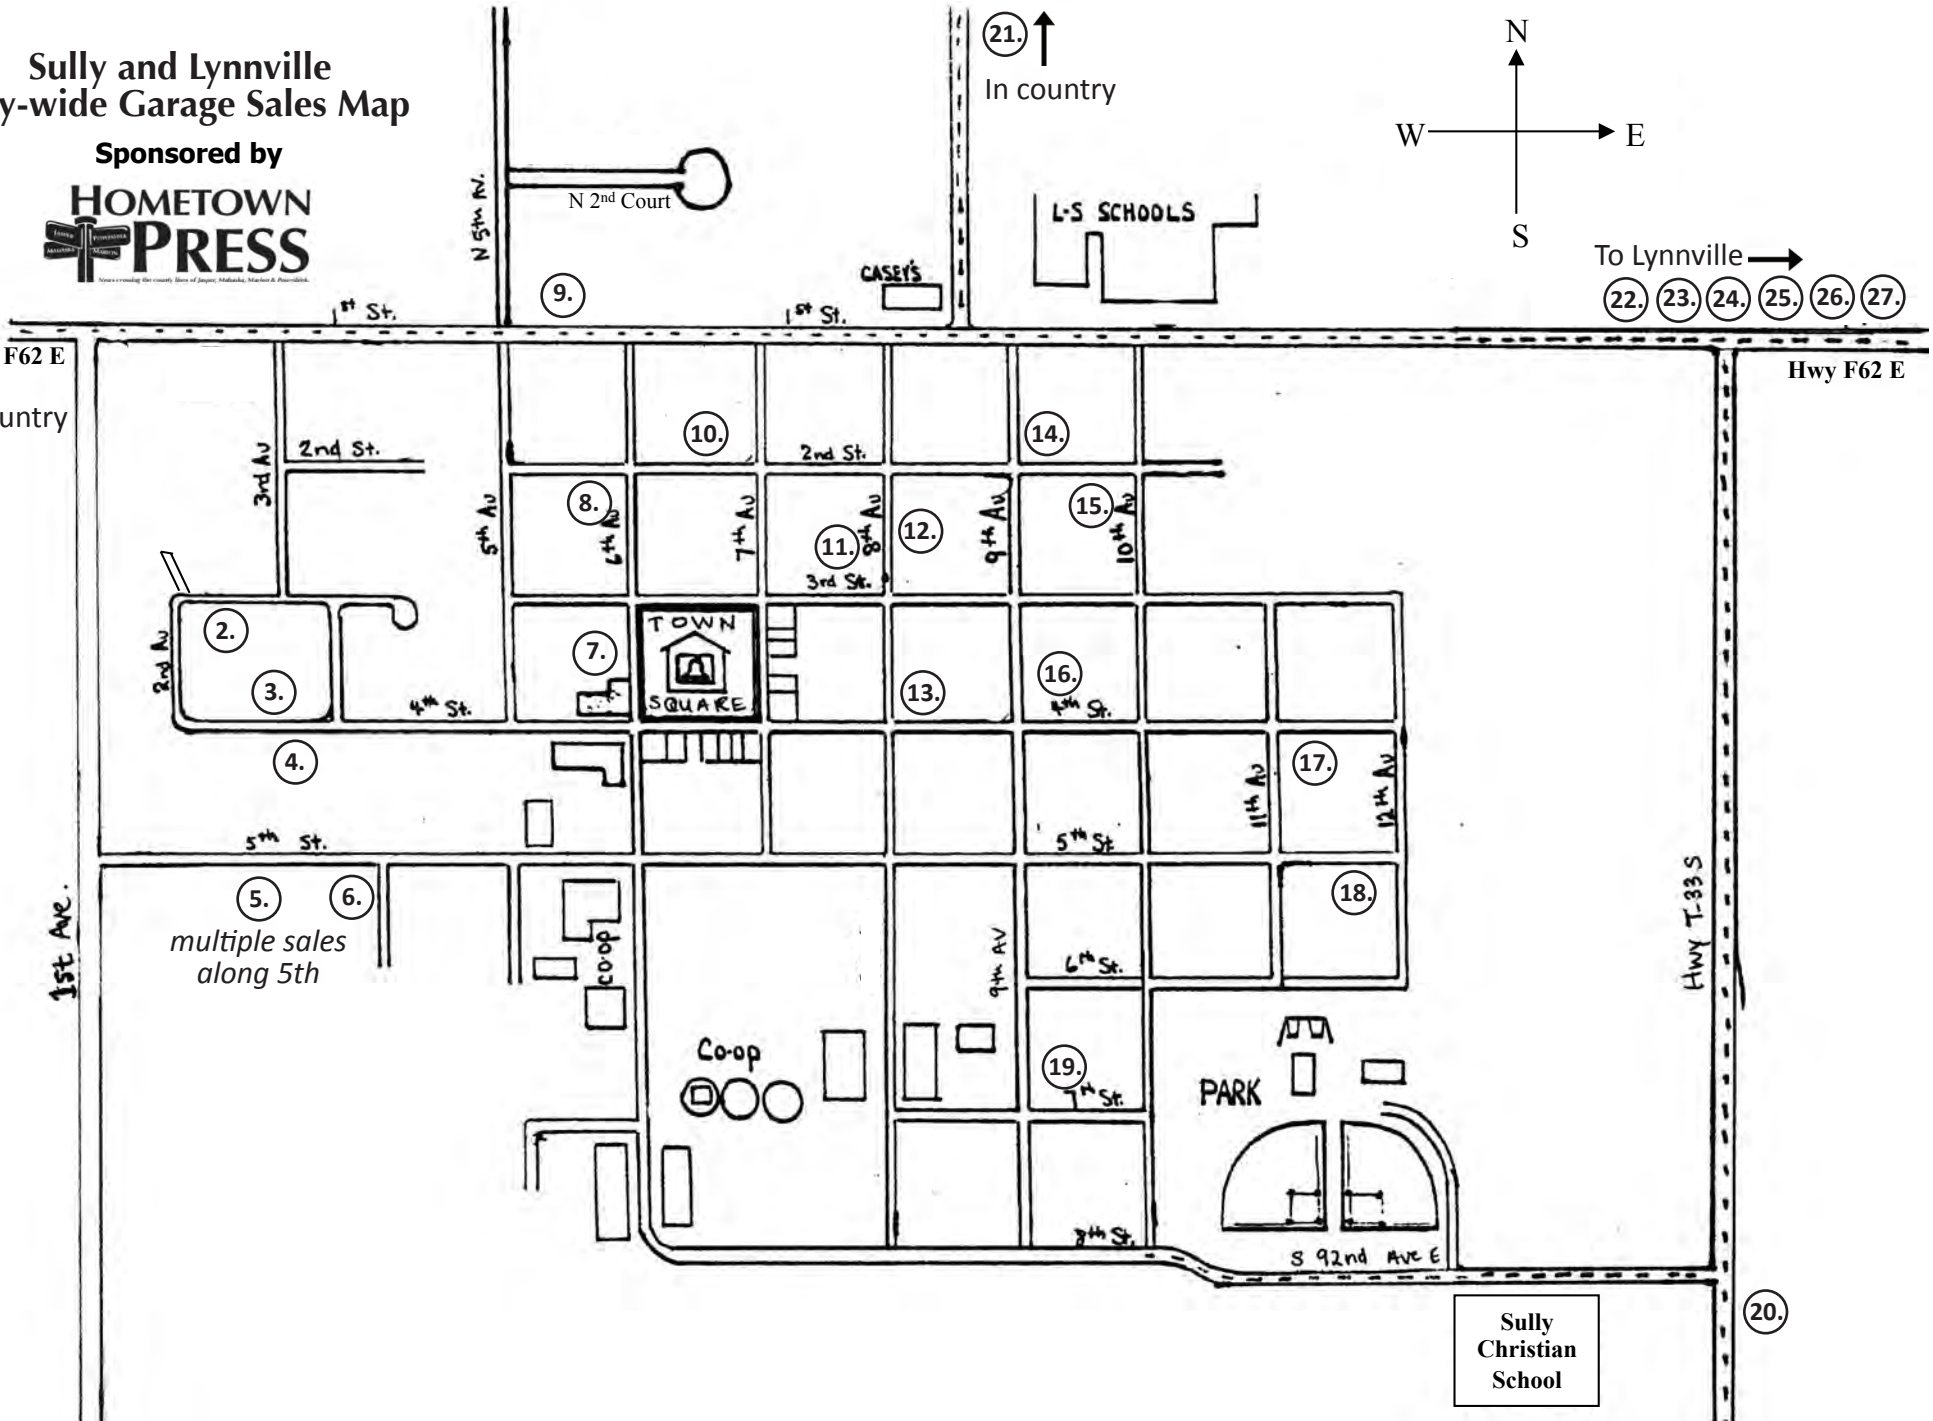 Sully and Lynnville
y-wide Garage Sales Map
Sponsored by
HOMETOWN
PRESS
21.
In country
N
W
E
S
N 5th AV.
N 2nd Court
L-S SCHOOLS
CASEY'S
To Lynnville
22. 23. 24. 25. 26. 27.
9.
1st St.
1st St.
F62 E
Hwy F62 E
untry
10.
14.
3rd Av
2nd St.
2nd St.
5th Av
8.
6th Av
7th Av
11.
8th Av
12.
9th Av
15.
10th Av
3rd St.
2.
2nd Av
3.
4th St.
7.
TOWN
SQUARE
13.
16.
4th St.
4.
17.
11th Av
12th Av
5th St.
5th St
5.
6.
multiple sales
along 5th
18.
1st Ave.
CO-OP
9th AV
6th St.
HWY T-33 S
Co-op
19.
7th St.
PARK
8th St.
S 92nd Ave E
Sully
Christian
School
20.